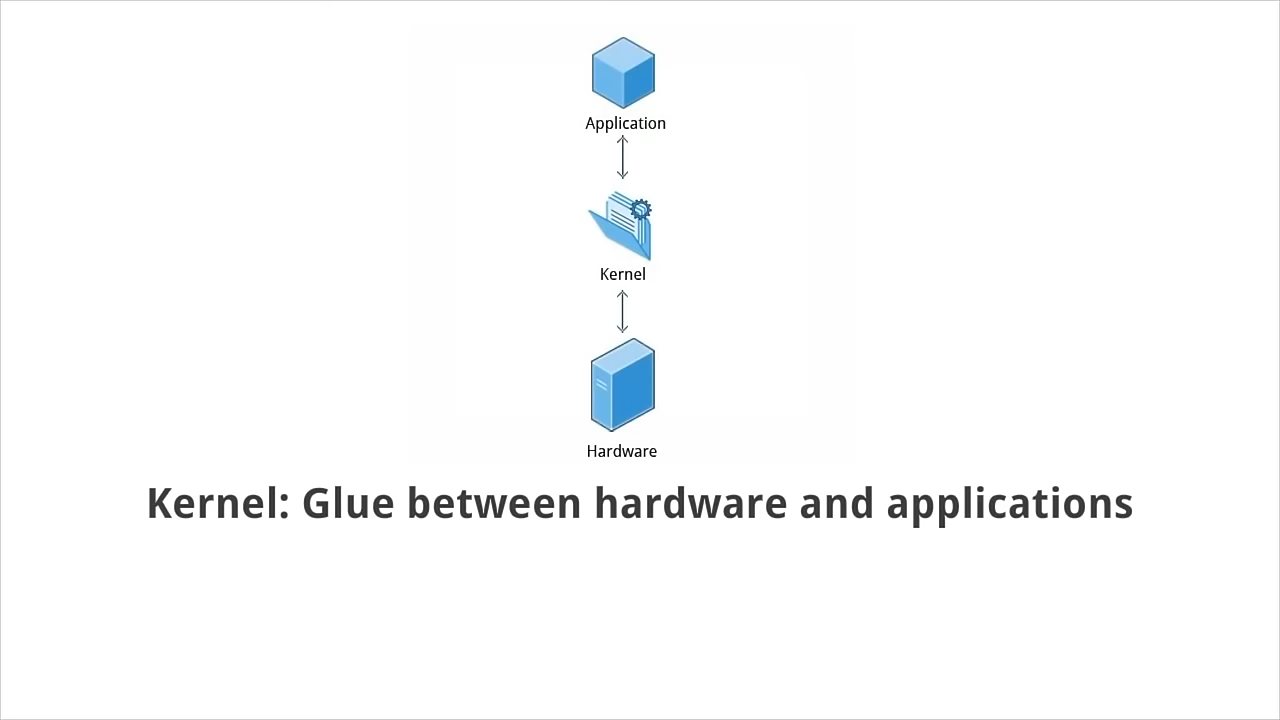 Application
Kernel
Hardware
Kernel: Glue between hardware and applications